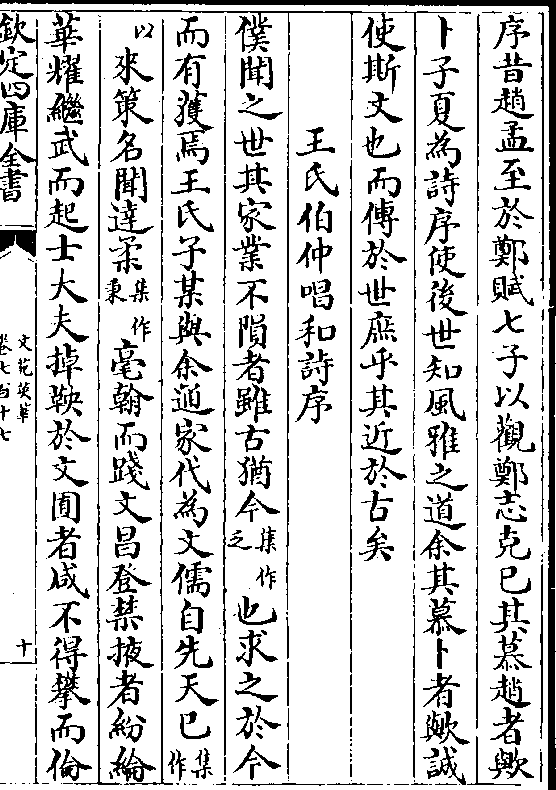 序昔趙孟至於鄭賦七子以觀鄭志克已其慕趙者歟
卜子夏為詩序使後世知風雅之道余其慕卜者歟誠
使斯文也而傳於世庶乎其近於古矣
王氏伯仲唱和詩序
僕聞之世其家業不隕者雖古猶今集作之也求之於今
而有獲焉王氏子某與余通家代為文儒自先天已集作
以來策名聞達柔集作秉毫翰而踐文昌登禁掖者紛綸
華耀繼武而起士大夫掉鞅於文囿者咸不得攀而倫
欽定四庫全書
文苑英華
卷七百十七
十